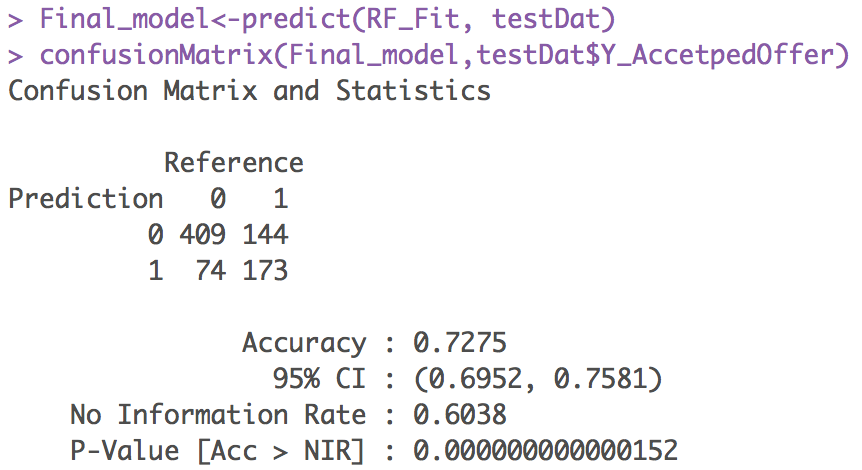 > Final_model<-predict(RF_Fit, testDat)
> confusionMatrix(Final_model,testDat$Y_AccetpedOffer)
Confusion Matrix and Statistics
Reference
Prediction 0 1
0 409 144
1 74 173
Accuracy : 0.7275
95% CI : (0.6952, 0.7581)
No Information Rate : 0.6038
P-Value [Acc > NIR] : 0.000000000000152